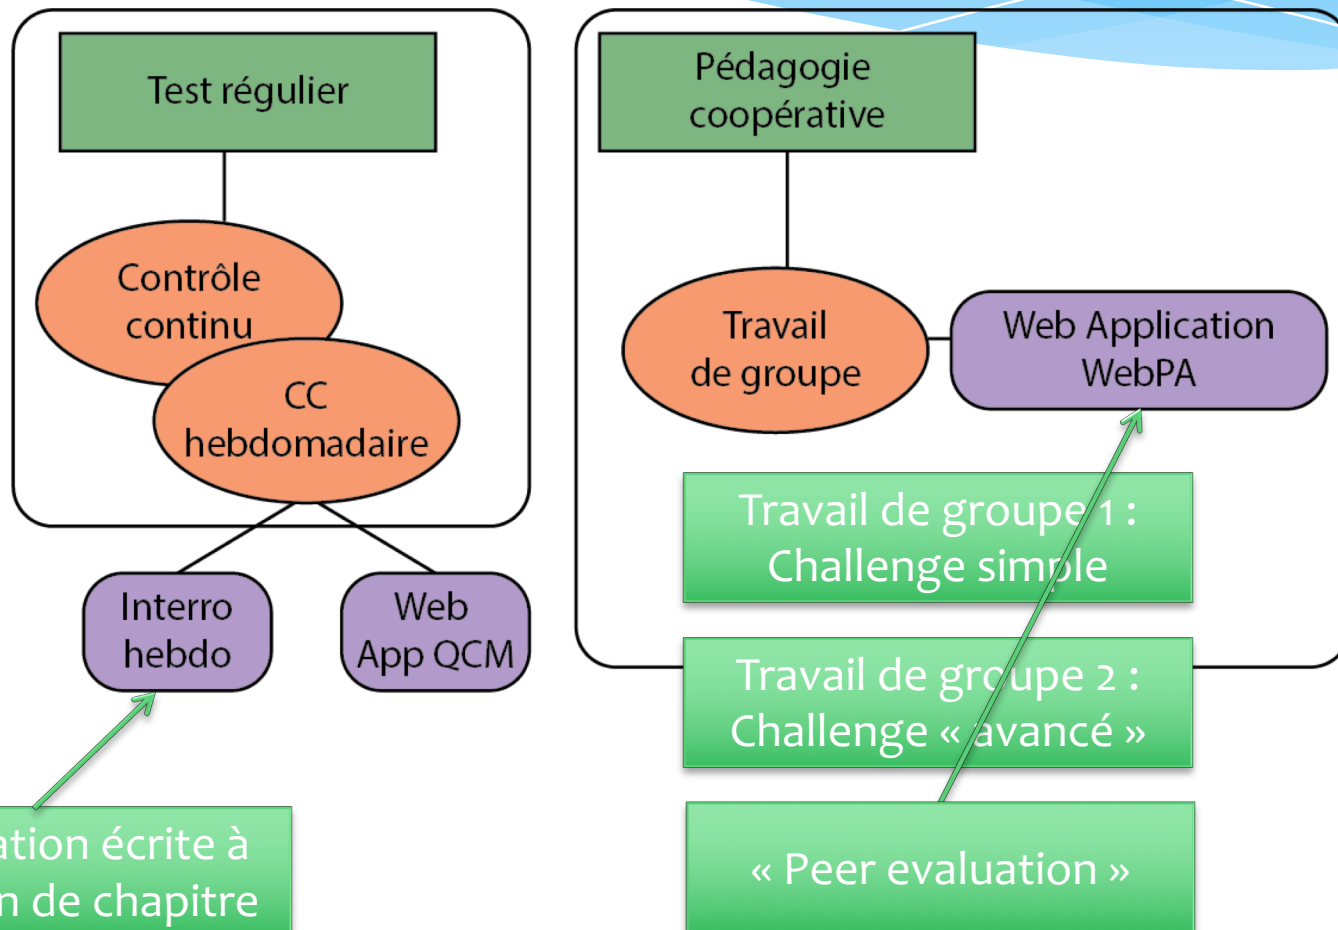 Test régulier
Contrôle
continu
CC
hebdomadaire
Interro
hebdo
Web
App QCM
écrite à
de chapitre
Pédagogie
coopérative
Travail
de groupe
Web Application
WebPA
Travail de groupe 1 :
Challenge simple
Travail de groupe 2 :
Challenge « avancé »
« Peer evaluation »